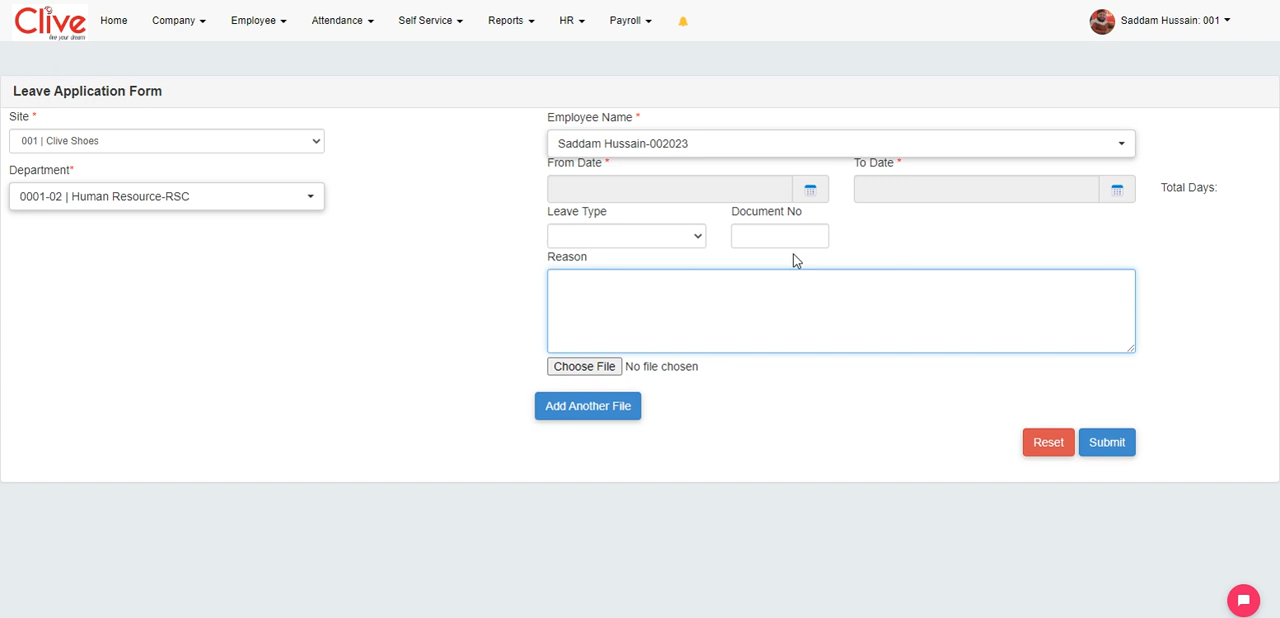 Clive
live your dream
Home
Company
Employee
Attendance
Self Service
Reports
HR
Payroll
Saddam Hussain: 001
Leave Application Form
Site *
001 | Clive Shoes
Department*
0001-02 | Human Resource-RSC
Employee Name *
Saddam Hussain-002023
From Date *
To Date *
Total Days:
Leave Type
Document No
Reason
Choose File No file chosen
Add Another File
Reset
Submit